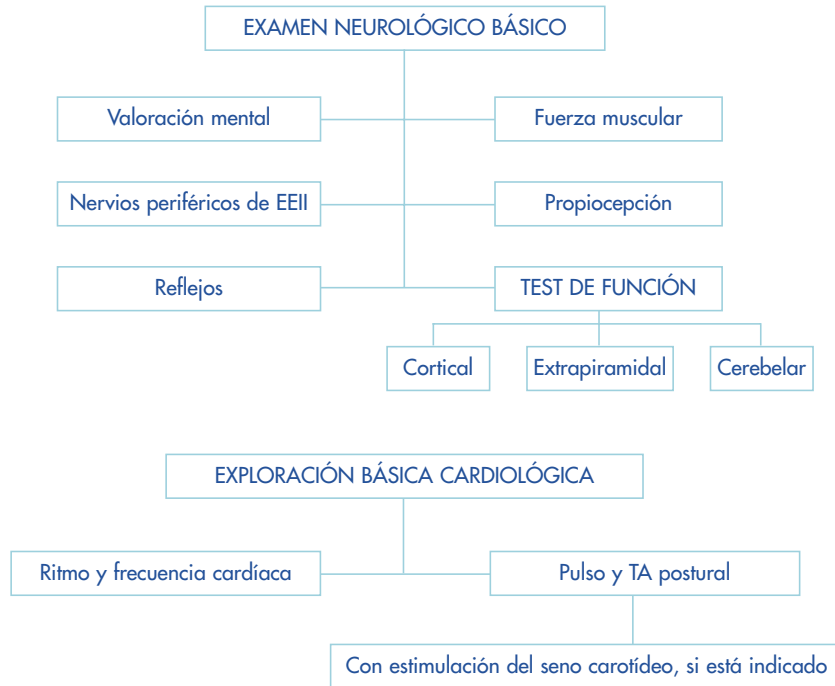 EXAMEN NEUROLÓGICO BÁSICO
Valoración mental
Fuerza muscular
Nervios periféricos de EEII
Propiocepción
Reflejos
TEST DE FUNCIÓN
Cortical
Extrapiramidal
Cerebelar
EXPLORACIÓN BÁSICA CARDIOLÓGICA
Ritmo y frecuencia cardíaca
Pulso y TA postural
Con estimulación del seno carotídeo, si está indicado